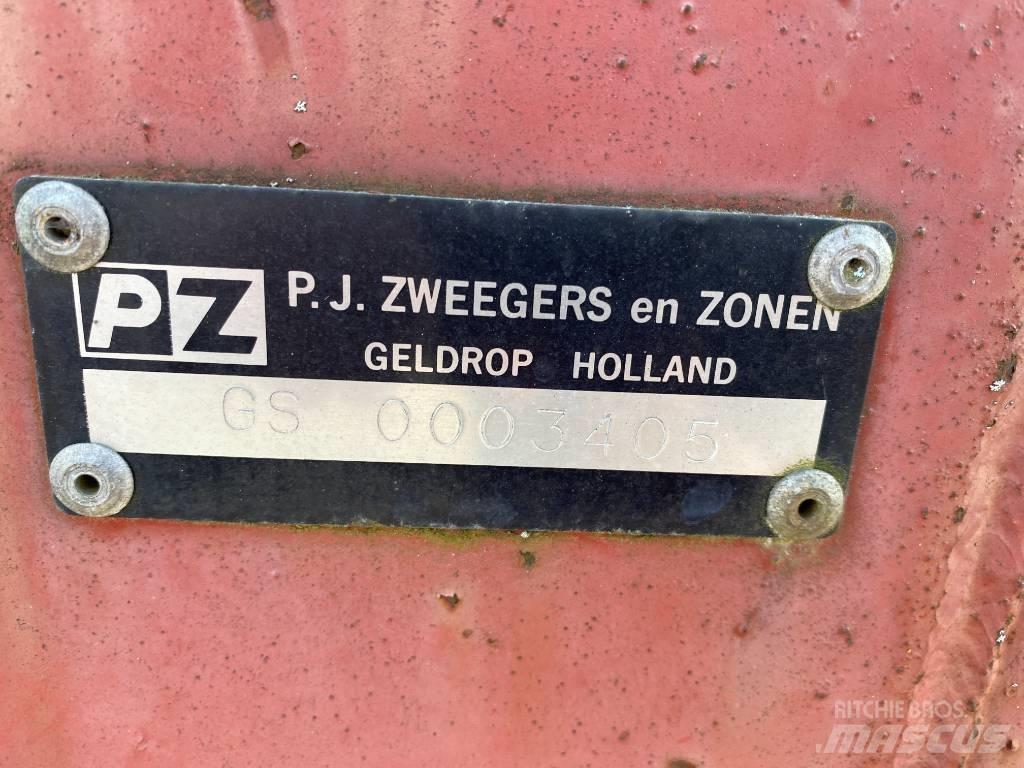 PZ
P.J. ZWEEGERS en ZONEN
GELDROP HOLLAND
GS 0003405
RITCHIE BROS.
MASCUS